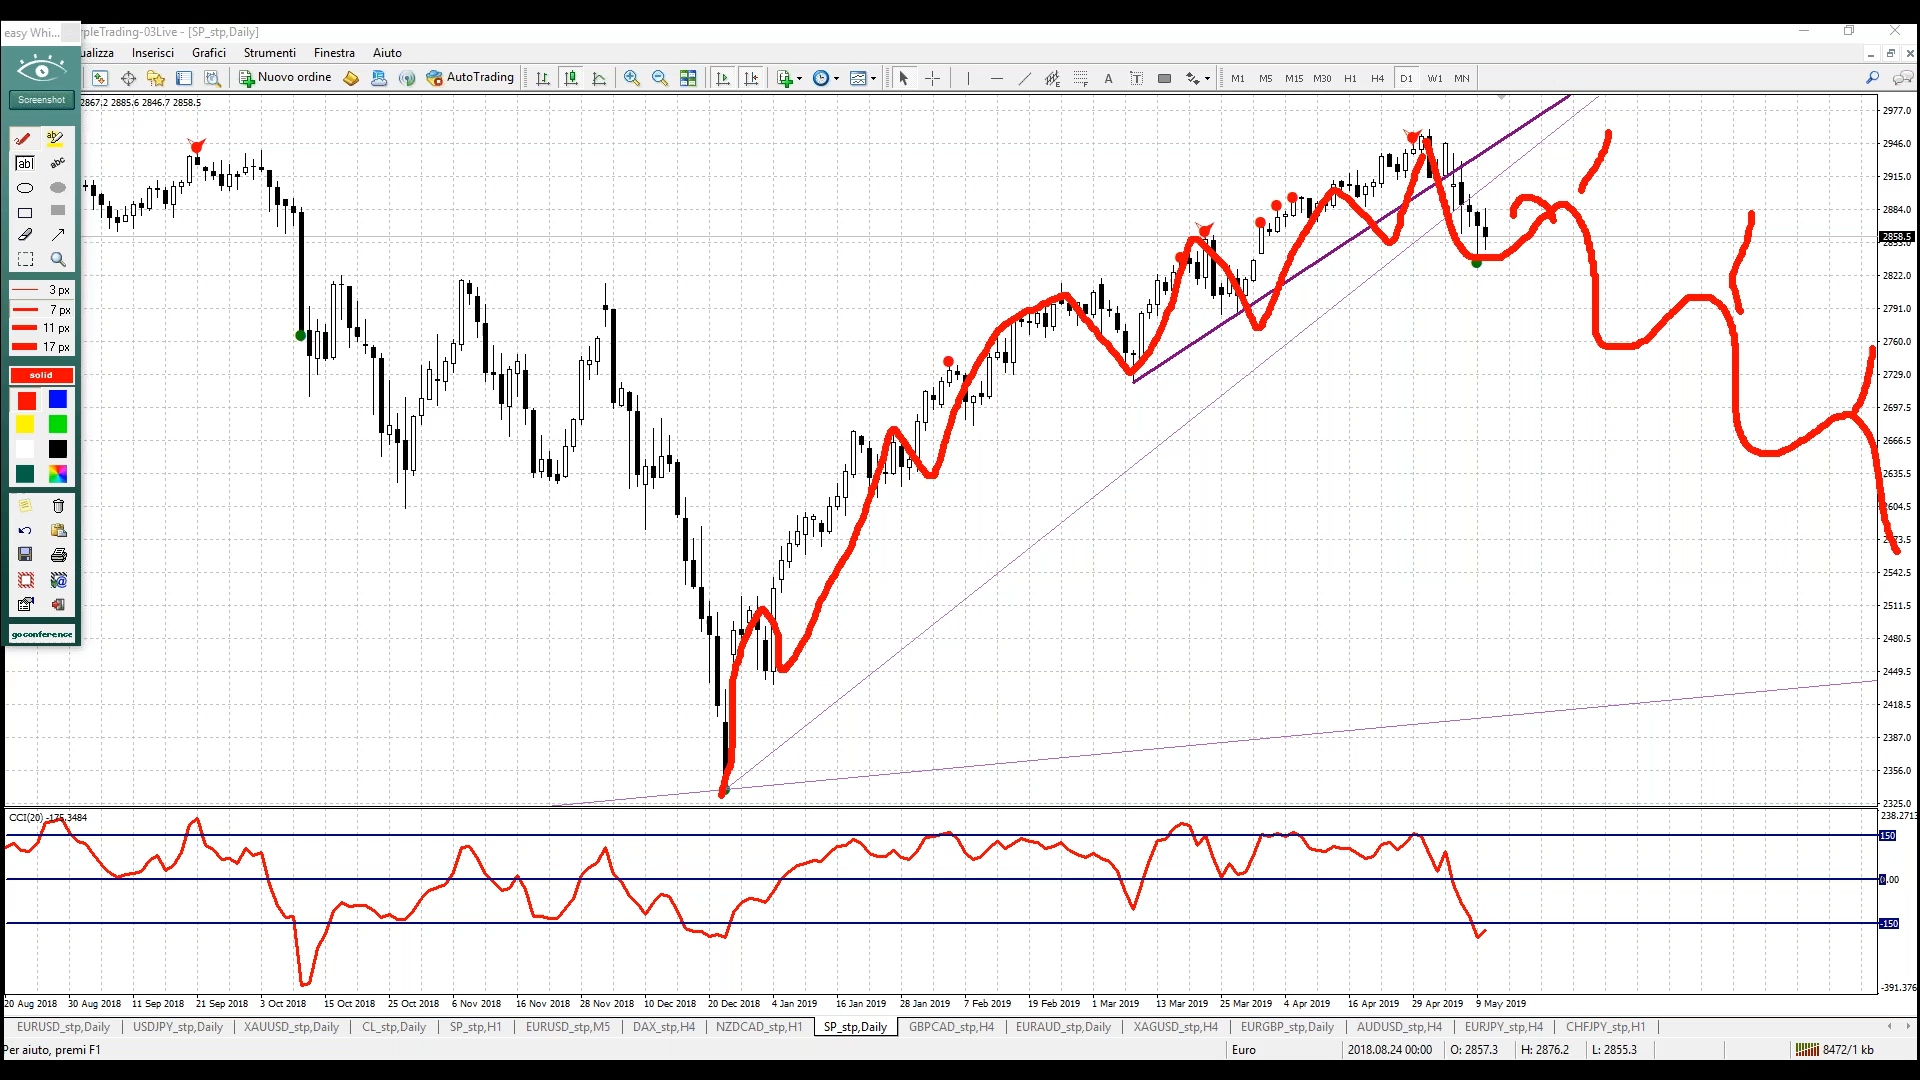 easy Whi... pleTrading-03Live - [SP_stp,Daily]
ualizza Inserisci Grafici Strumenti Finestra Aiuto
Nuovo ordine AutoTrading M1 M5 M15 M30 H1 H4 D1 W1 MN
Screenshot
2867.2 2885.6 2846.7 2858.5
2977.0
2946.0
2915.0
2884.0
2858.5
2822.0
2791.0
2760.0
2729.0
2697.5
2666.5
2635.5
2604.5
2542.5
2511.5
2480.5
2449.5
2418.5
2387.0
2356.0
2325.0
ab
abc
3 px
7 px
11 px
17 px
solid
goconference
CCI(20) -175.3484
238.2713
150
0.00
-150
-391.376
20 Aug 2018 30 Aug 2018 11 Sep 2018 21 Sep 2018 3 Oct 2018 15 Oct 2018 25 Oct 2018 6 Nov 2018 16 Nov 2018 28 Nov 2018 10 Dec 2018 20 Dec 2018 4 Jan 2019 16 Jan 2019 28 Jan 2019 7 Feb 2019 19 Feb 2019 1 Mar 2019 13 Mar 2019 25 Mar 2019 4 Apr 2019 16 Apr 2019 29 Apr 2019 9 May 2019
EURUSD_stp,Daily USDJPY_stp,Daily XAUUSD_stp,Daily CL_stp,Daily SP_stp,H1 EURUSD_stp,M5 DAX_stp,H4 NZDCAD_stp,H1 SP_stp,Daily GBPCAD_stp,H4 EURAUD_stp,Daily XAGUSD_stp,H4 EURGBP_stp,Daily AUDUSD_stp,H4 EURJPY_stp,H4 CHFJPY_stp,H1
Per aiuto, premi F1 Euro 2018.08.24 00:00 O: 2857.3 H: 2876.2 L: 2855.3 8472/1 kb